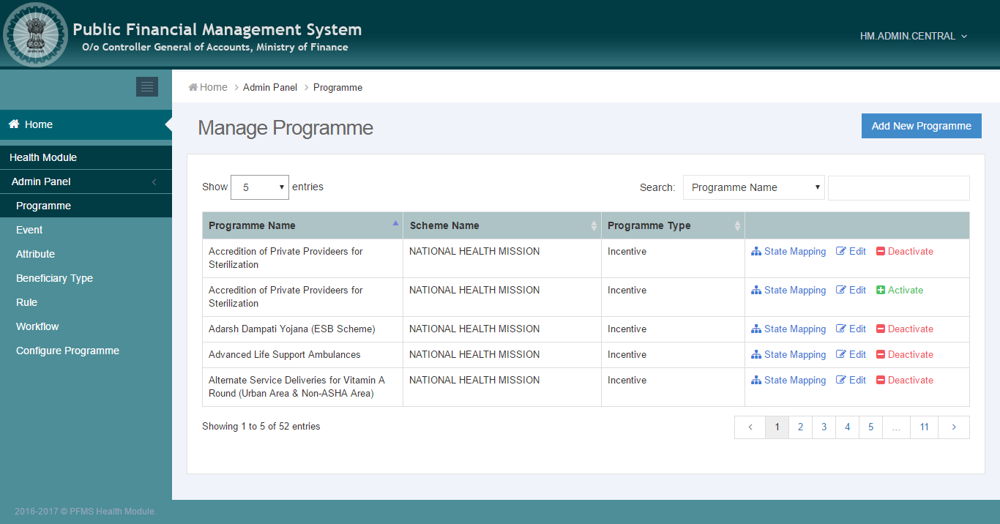 Public Financial Management System
O/o Controller General of Accounts, Ministry of Finance
HM.ADMIN.CENTRAL
Home
Health Module
Admin Panel
Programme
Event
Attribute
Beneficiary Type
Rule
Workflow
Configure Programme
Home > Admin Panel > Programme
Manage Programme
Add New Programme
Show 5 entries
Search: Programme Name
Programme Name Scheme Name Programme Type
Accredition of Private Provideers for NATIONAL HEALTH MISSION Incentive State Mapping Edit Deactivate
Sterilization
Accredition of Private Provideers for NATIONAL HEALTH MISSION Incentive State Mapping Edit Activate
Sterilization
Adarsh Dampati Yojana (ESB Scheme) NATIONAL HEALTH MISSION Incentive State Mapping Edit Deactivate
Advanced Life Support Ambulances NATIONAL HEALTH MISSION Incentive State Mapping Edit Deactivate
Alternate Service Deliveries for Vitamin A NATIONAL HEALTH MISSION Incentive State Mapping Edit Deactivate
Round (Urban Area & Non-ASHA Area)
Showing 1 to 5 of 52 entries
< 1 2 3 4 5 ... 11 >
2016-2017 © PFMS Health Module.